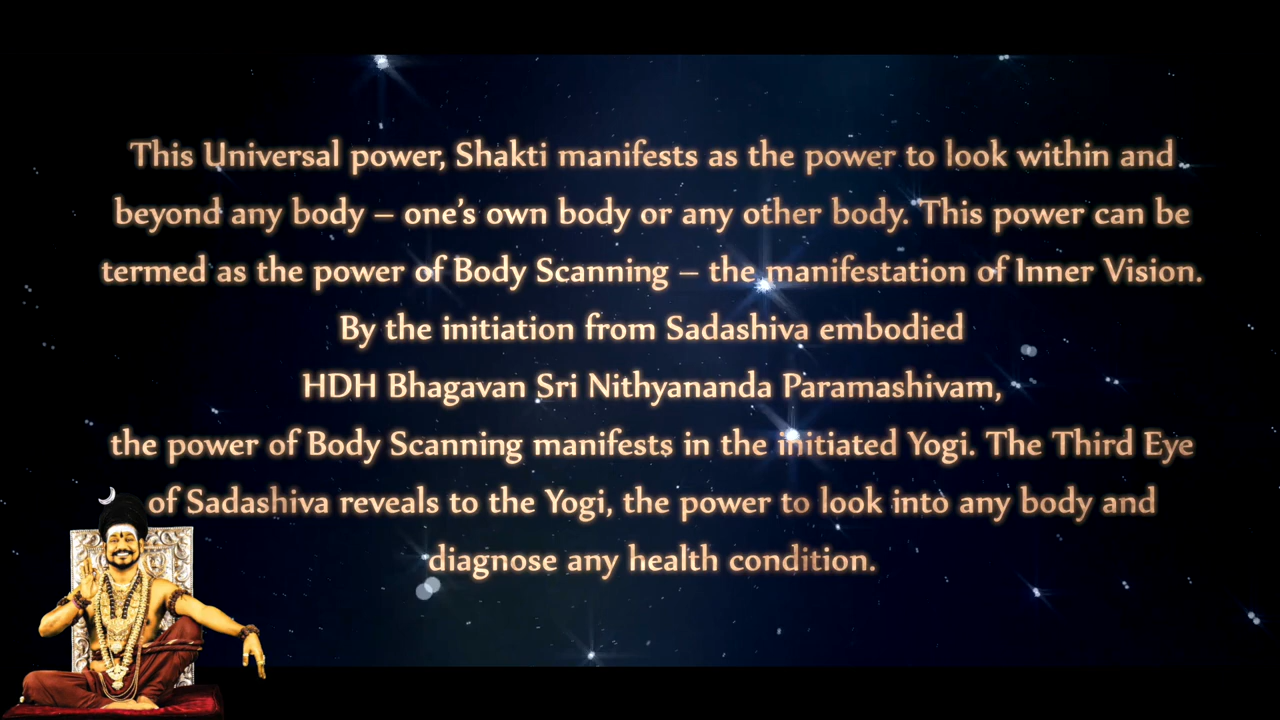 This Universal power, Shakti manifests as the power to look within and
beyond any body – one’s own body or any other body. This power can be
termed as the power of Body Scanning – the manifestation of Inner Vision.
By the initiation from Sadashiva embodied
HDH Bhagavan Sri Nithyananda Paramashivam,
the power of Body Scanning manifests in the initiated Yogi. The Third Eye
of Sadashiva reveals to the Yogi, the power to look into any body and
diagnose any health condition.